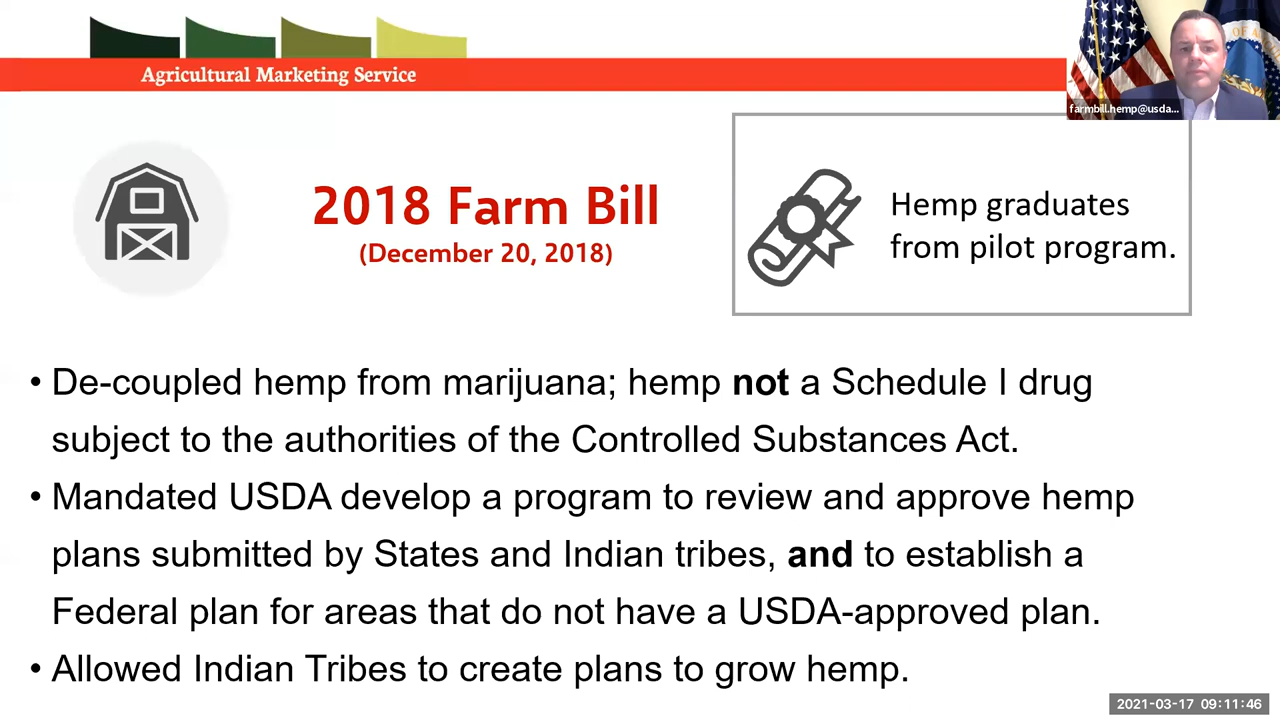 Agricultural Marketing Service
farmbill.hemp@usda...
2018 Farm Bill
(December 20, 2018)
Hemp graduates
from pilot program.
• De-coupled hemp from marijuana; hemp not a Schedule I drug
subject to the authorities of the Controlled Substances Act.
• Mandated USDA develop a program to review and approve hemp
plans submitted by States and Indian tribes, and to establish a
Federal plan for areas that do not have a USDA-approved plan.
• Allowed Indian Tribes to create plans to grow hemp.
2021-03-17 09:11:46